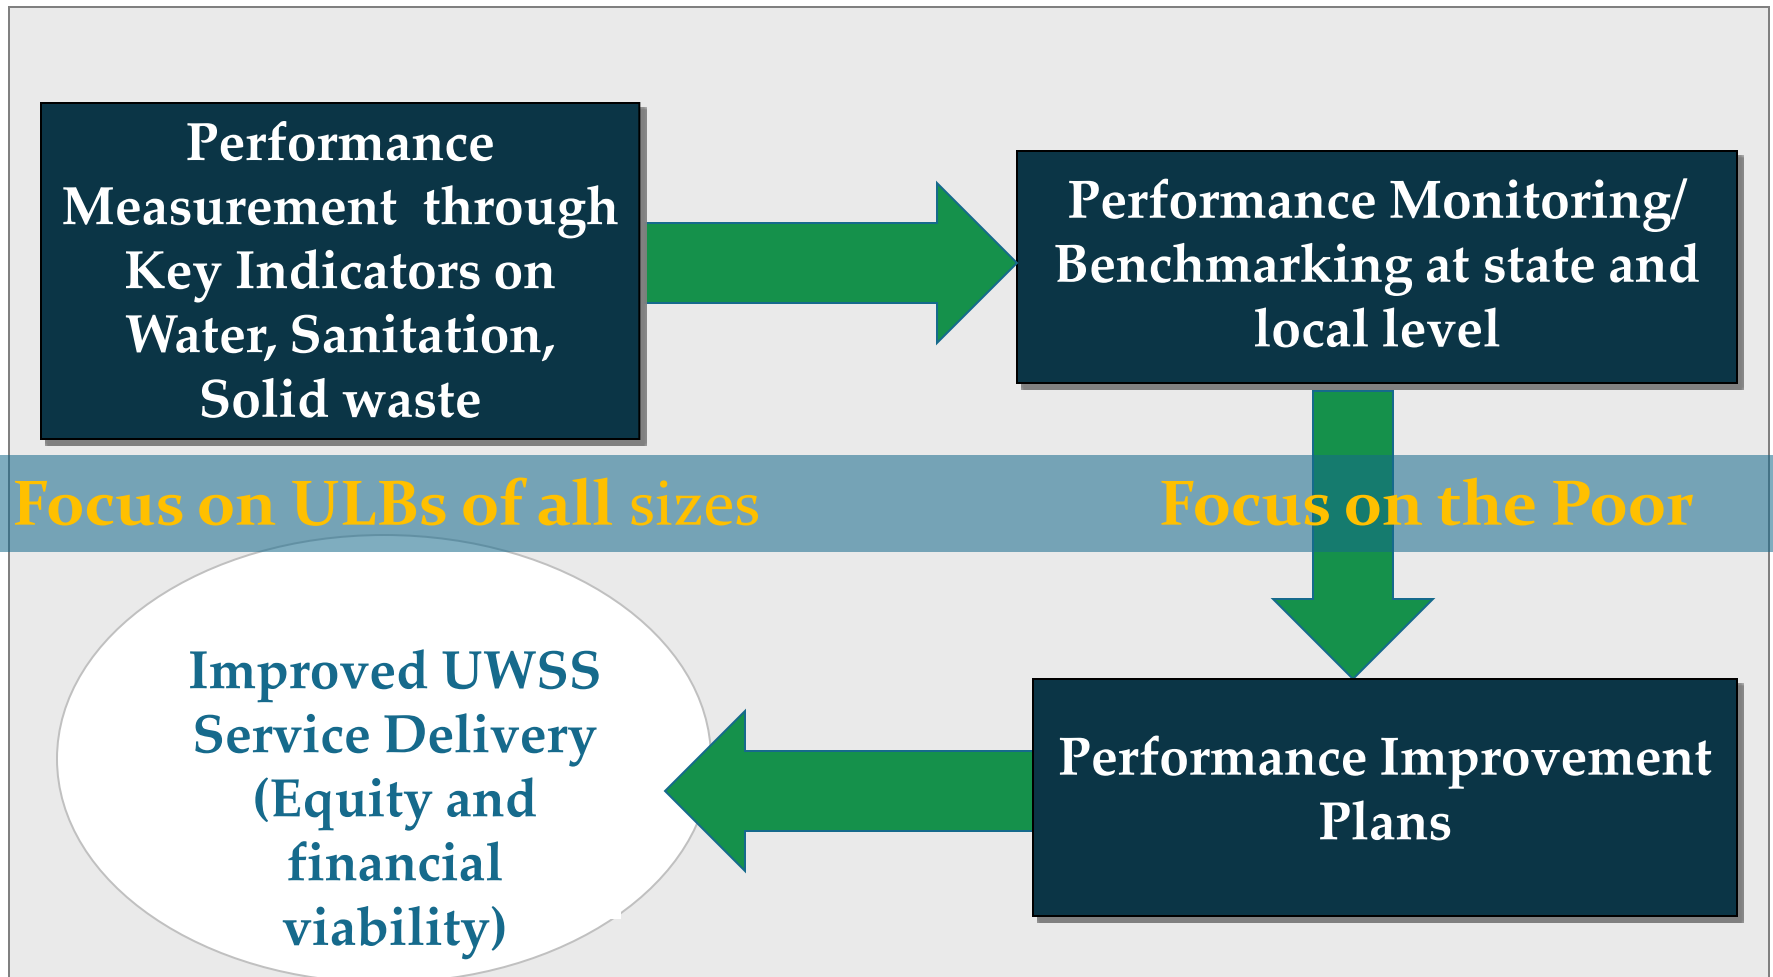 Performance
Measurement  through
Key Indicators on
Water, Sanitation,
Solid waste
Performance Monitoring/
Benchmarking at state and
local level
Focus on ULBs of all sizes
Focus on the Poor
Improved UWSS
Service Delivery
(Equity and
financial
viability)
Performance Improvement
Plans